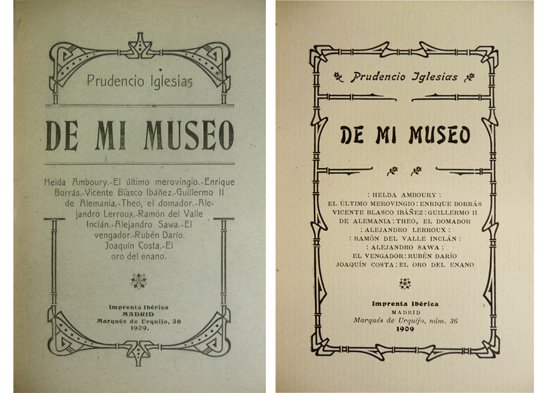 Prudencio Iglesias
DE MI MUSEO
Helda Amboury.-El último merovingio.-Enrique
Borrás.-Vicente Blasco Ibáñez.-Guillermo II
de Alemania.-Theo, el domador.-Ale-
jandro Lerroux.-Ramón del Valle
Inclán.-Alejandro Sawa.-El
vengador.-Rubén Darío.
Joaquín Costa.-El
oro del enano.
Imprenta Ibérica
MADRID
Marqués de Urquijo, 36
1909.
Prudencio Iglesias
DE MI MUSEO
: HELDA AMBOURY :
EL ÚLTIMO MEROVINGIO : ENRIQUE BORRÁS
VICENTE BLASCO IBÁÑEZ : GUILLERMO II
DE ALEMANIA : THEO, EL DOMADOR
: ALEJANDRO LERROUX :
: RAMÓN DEL VALLE INCLÁN :
: ALEJANDRO SAWA :
EL VENGADOR : RUBÉN DARÍO
JOAQUÍN COSTA : EL ORO DEL ENANO
Imprenta Ibérica
MADRID
Marqués de Urquijo, núm. 36
1909